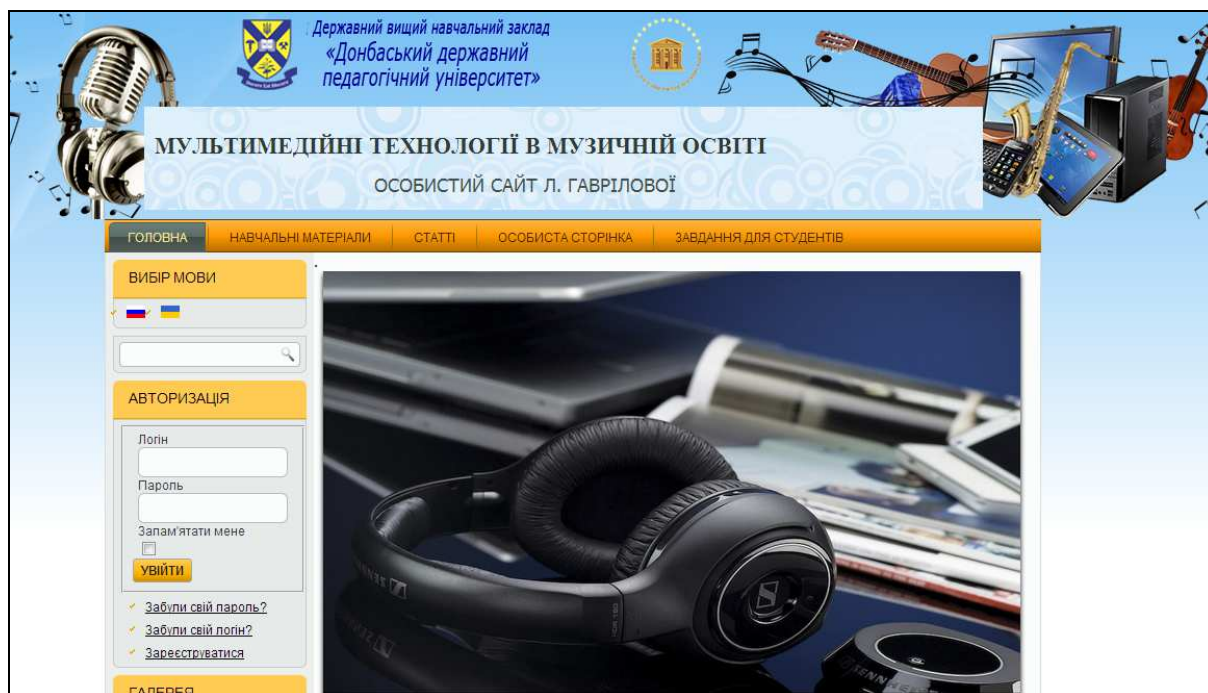 Державний вищий навчальний заклад
«Донбаський державний
педагогічний університет»
МУЛЬТИМЕДІЙНІ ТЕХНОЛОГІЇ В МУЗИЧНІЙ ОСВІТІ
ОСОБИСТИЙ САЙТ Л. ГАВРІЛОВОЇ
ГОЛОВНА НАВЧАЛЬНІ МАТЕРІАЛИ СТАТТІ ОСОБИСТА СТОРІНКА ЗАВДАННЯ ДЛЯ СТУДЕНТІВ
ВИБІР МОВИ
АВТОРИЗАЦІЯ
Логін
Пароль
Запам'ятати мене
УВІЙТИ
Забули свій пароль?
Забули свій логін?
Зареєструватися
ГАЛЕРЕЯ
SENNHEISER